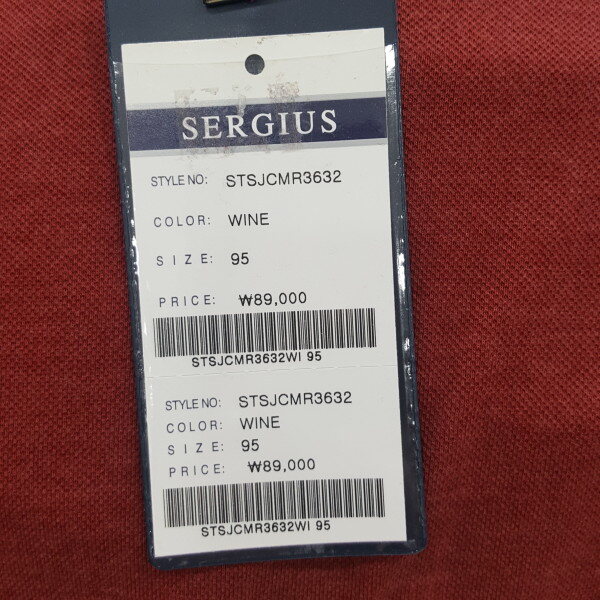 SERGIUS
STYLE NO: STSJCMR3632
COLOR: WINE
SIZE: 95
PRICE: ₩89,000
STSJCMR3632WI 95
STYLE NO: STSJCMR3632
COLOR: WINE
SIZE: 95
PRICE: ₩89,000
STSJCMR3632WI 95